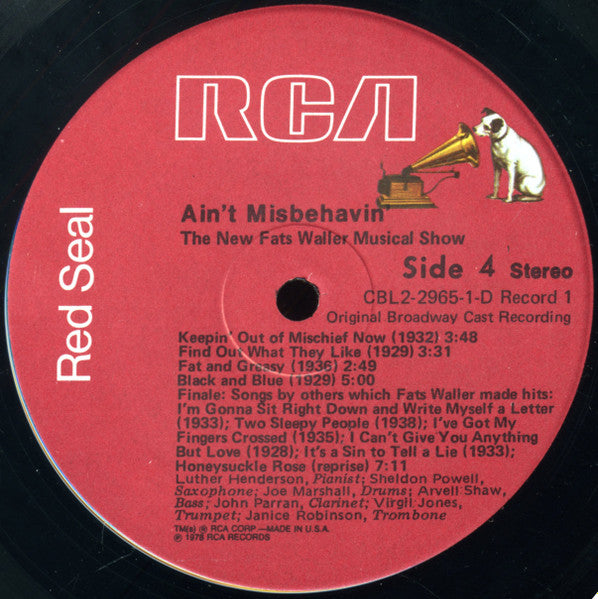 RCA
Red Seal
Ain't Misbehavin'
The New Fats Waller Musical Show
Side 4 Stereo
CBL2-2965-1-D Record 1
Original Broadway Cast Recording
Keepin' Out of Mischief Now (1932) 3:48
Find Out What They Like (1929) 3:31
Fat and Greasy (1936) 2:49
Black and Blue (1929) 5:00
Finale: Songs by others which Fats Waller made hits:
I'm Gonna Sit Right Down and Write Myself a Letter
(1933); Two Sleepy People (1938); I've Got My
Fingers Crossed (1935); I Can't Give You Anything
But Love (1928); It's a Sin to Tell a Lie (1933);
Honeysuckle Rose (reprise) 7:11
Luther Henderson, Pianist; Sheldon Powell,
Saxophone; Joe Marshall, Drums; Arvell Shaw,
Bass; John Parran, Clarinet; Virgil Jones,
Trumpet; Janice Robinson, Trombone
TM(s) ® RCA CORP.—MADE IN U.S.A.
℗ 1978 RCA RECORDS